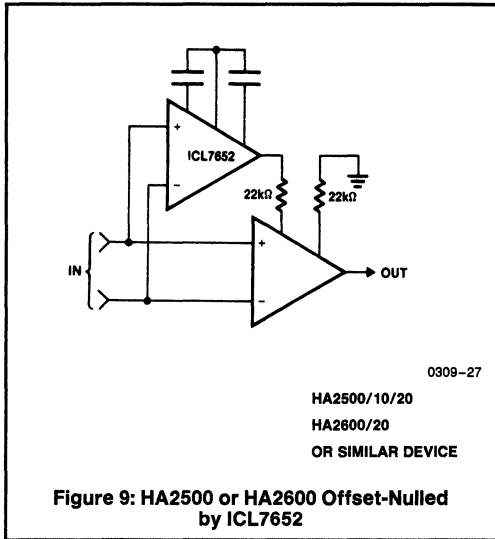 +
ICL7652
−
22kΩ
22kΩ
IN
+
−
OUT
0309–27
HA2500/10/20
HA2600/20
OR SIMILAR DEVICE
Figure 9: HA2500 or HA2600 Offset-Nulled
by ICL7652